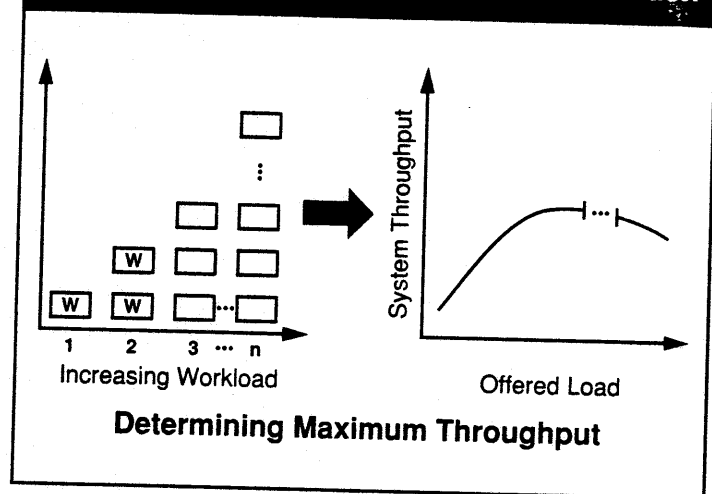 System Throughput
W
W
W W
1 2 3 ... n
Increasing Workload
Offered Load
Determining Maximum Throughput